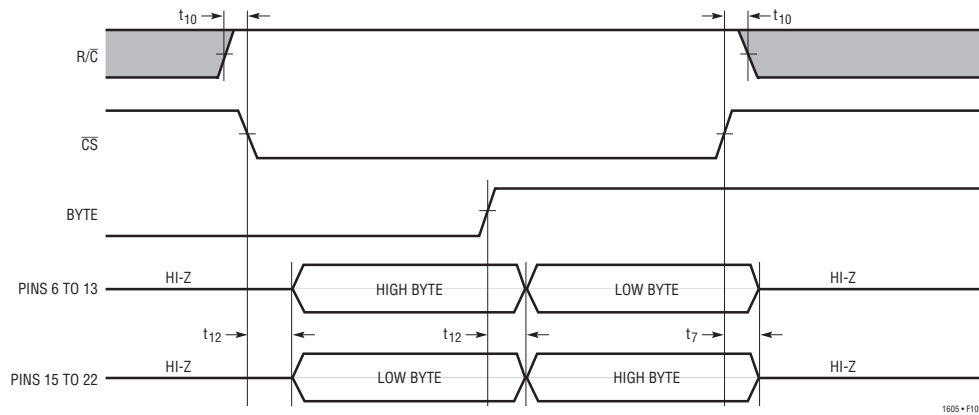 t10 t10
R/C̅
C̅S̅
BYTE
PINS 6 TO 13 HI-Z HIGH BYTE LOW BYTE HI-Z
t12 t12 t7
PINS 15 TO 22 HI-Z LOW BYTE HIGH BYTE HI-Z
1605 • F10